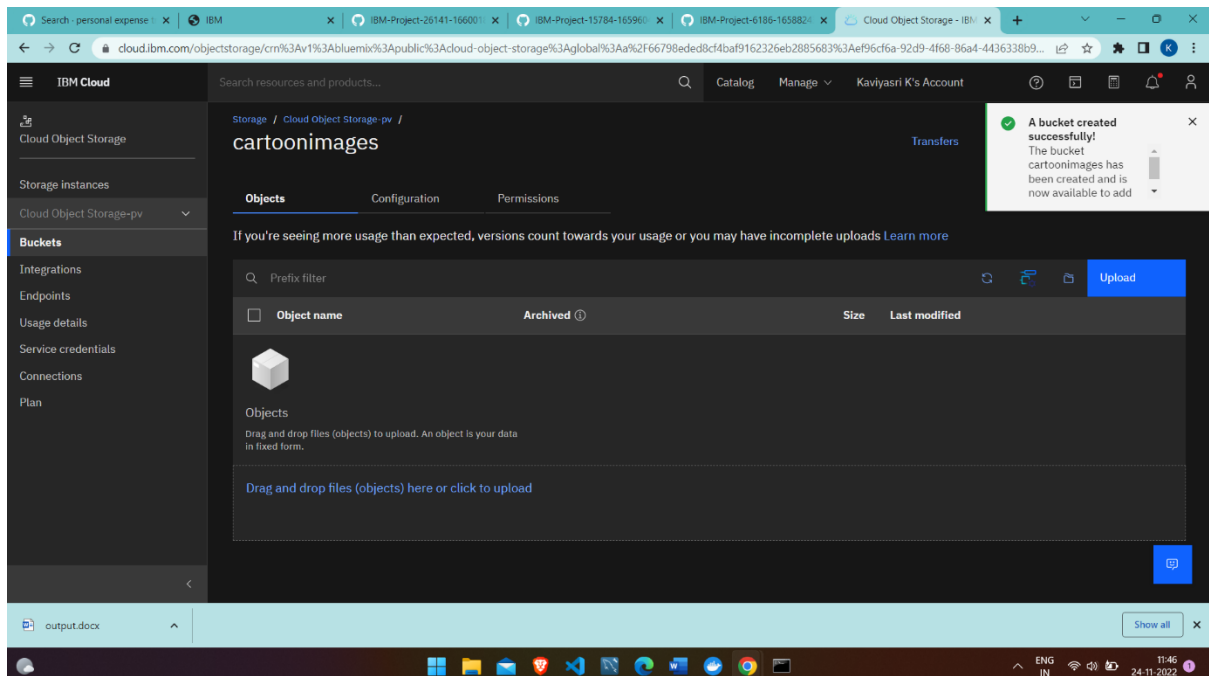 Search - personal expense t
IBM
IBM-Project-26141-166001
IBM-Project-15784-165960
IBM-Project-6186-1658824
Cloud Object Storage - IBM
cloud.ibm.com/objectstorage/crn%3Av1%3Abluemix%3Apublic%3Acloud-object-storage%3Aglobal%3Aa%2F66798eded8cf4baf9162326eb2885683%3Aef96cf6a-92d9-4f68-86a4-4436338b9...
K
IBM Cloud
Search resources and products...
Catalog
Manage
Kaviyasri K's Account
Cloud Object Storage
Storage instances
Cloud Object Storage-pv
Buckets
Integrations
Endpoints
Usage details
Service credentials
Connections
Plan
Storage / Cloud Object Storage-pv /
cartoonimages
Transfers
A bucket created
successfully!
The bucket
cartoonimages has
been created and is
now available to add
Objects
Configuration
Permissions
If you're seeing more usage than expected, versions count towards your usage or you may have incomplete uploads Learn more
Prefix filter
Upload
Object name
Archived
Size
Last modified
Objects
Drag and drop files (objects) to upload. An object is your data
in fixed form.
Drag and drop files (objects) here or click to upload
output.docx
Show all
ENG
IN
11:46
24-11-2022
1